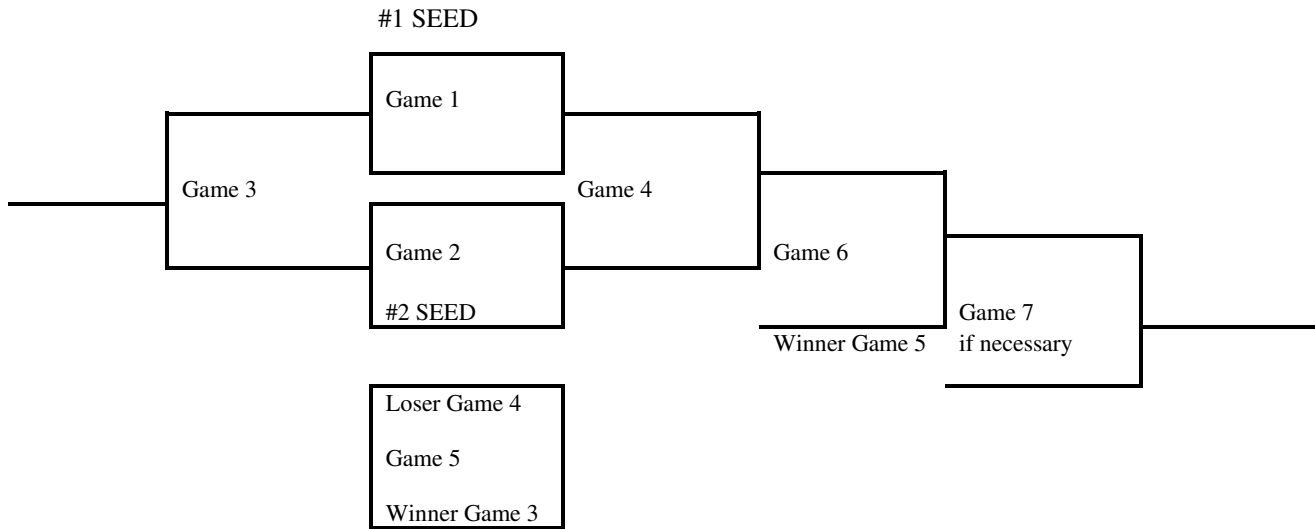 #1 SEED
Game 1
Game 3
Game 4
Game 2
Game 6
#2 SEED
Game 7
Winner Game 5
if necessary
Loser Game 4
Game 5
Winner Game 3